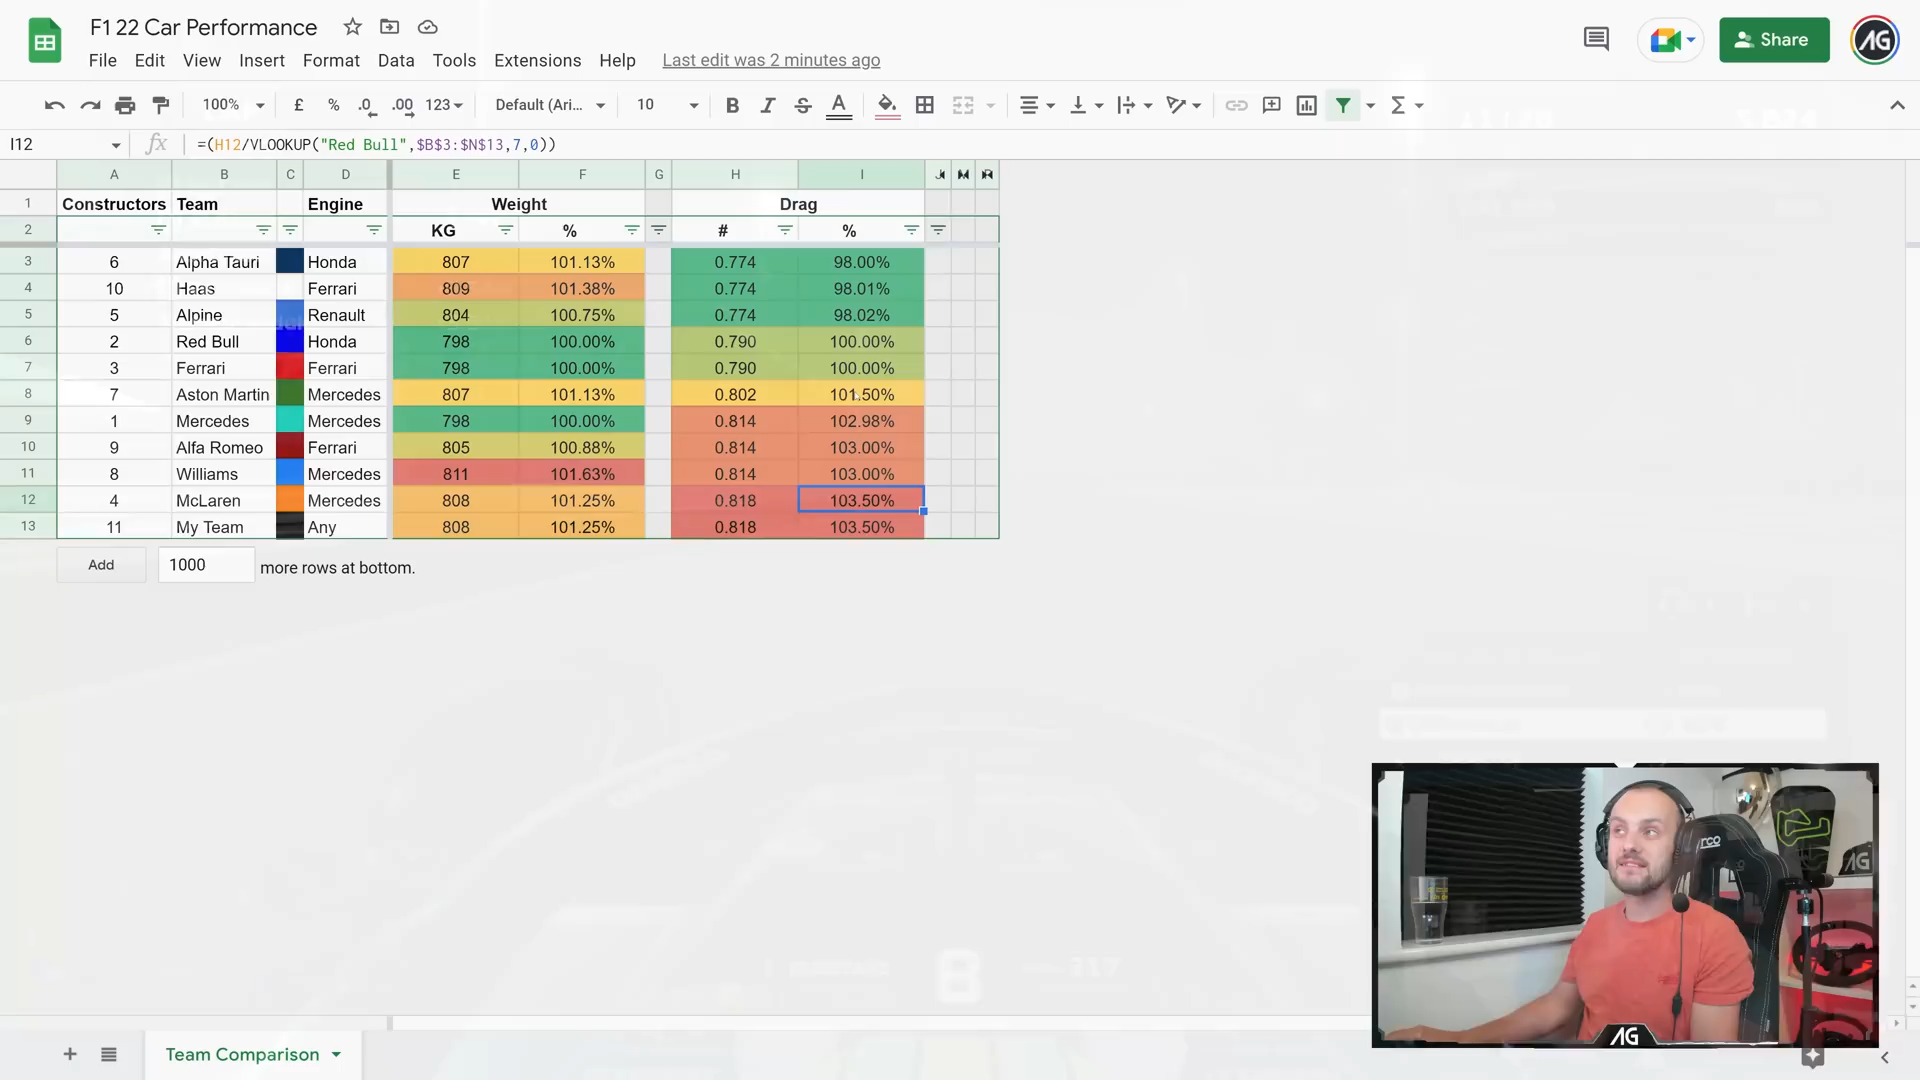 F1 22 Car Performance
File Edit View Insert Format Data Tools Extensions Help Last edit was 2 minutes ago
Share
AG
100% £ % .0 .00 123 Default (Ari... 10 B I S A Σ
I12 fx =(H12/VLOOKUP("Red Bull",$B$3:$N$13,7,0))
A B C D E F G H I J M R
1 Constructors Team Engine Weight Drag
2 KG % # %
3 6 Alpha Tauri Honda 807 101.13% 0.774 98.00%
4 10 Haas Ferrari 809 101.38% 0.774 98.01%
5 5 Alpine Renault 804 100.75% 0.774 98.02%
6 2 Red Bull Honda 798 100.00% 0.790 100.00%
7 3 Ferrari Ferrari 798 100.00% 0.790 100.00%
8 7 Aston Martin Mercedes 807 101.13% 0.802 101.50%
9 1 Mercedes Mercedes 798 100.00% 0.814 102.98%
10 9 Alfa Romeo Ferrari 805 100.88% 0.814 103.00%
11 8 Williams Mercedes 811 101.63% 0.814 103.00%
12 4 McLaren Mercedes 808 101.25% 0.818 103.50%
13 11 My Team Any 808 101.25% 0.818 103.50%
Add 1000 more rows at bottom.
rco
AG
8 217
AG
Team Comparison